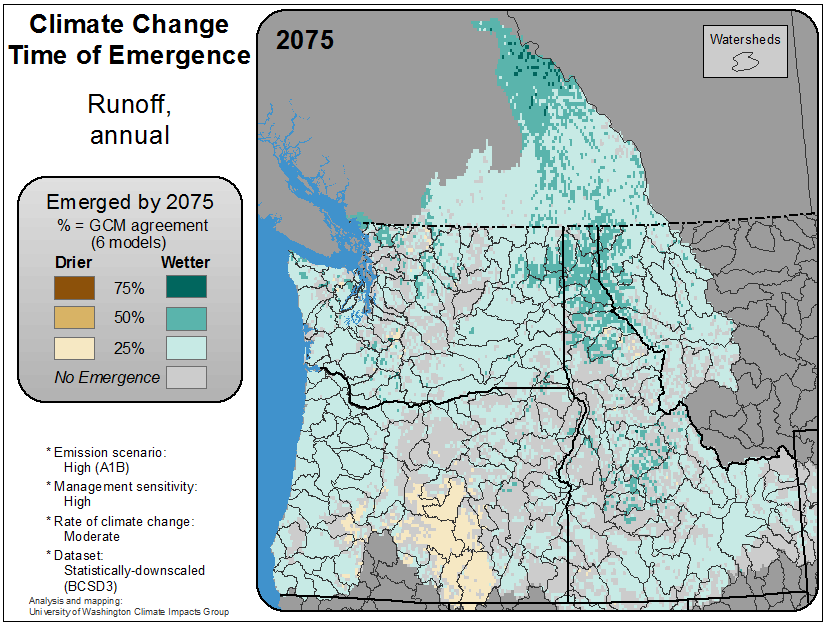 Climate Change
Time of Emergence
Runoff,
annual
Emerged by 2075
% = GCM agreement
(6 models)
Drier Wetter
75%
50%
25%
No Emergence
* Emission scenario:
High (A1B)
* Management sensitivity:
High
* Rate of climate change:
Moderate
* Dataset:
Statistically-downscaled
(BCSD3)
Analysis and mapping:
University of Washington Climate Impacts Group
2075
Watersheds